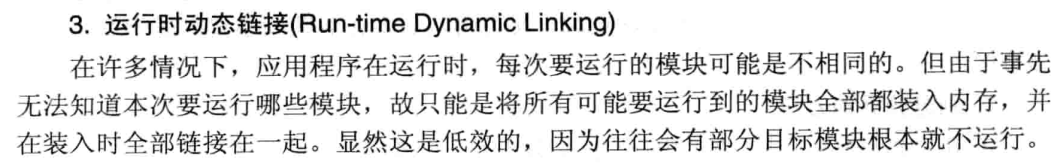 3. 运行时动态链接(Run-time Dynamic Linking)
在许多情况下，应用程序在运行时，每次要运行的模块可能是不相同的。但由于事先
无法知道本次要运行哪些模块，故只能是将所有可能要运行到的模块全部都装入内存，并
在装入时全部链接在一起。显然这是低效的，因为往往会有部分目标模块根本就不运行。